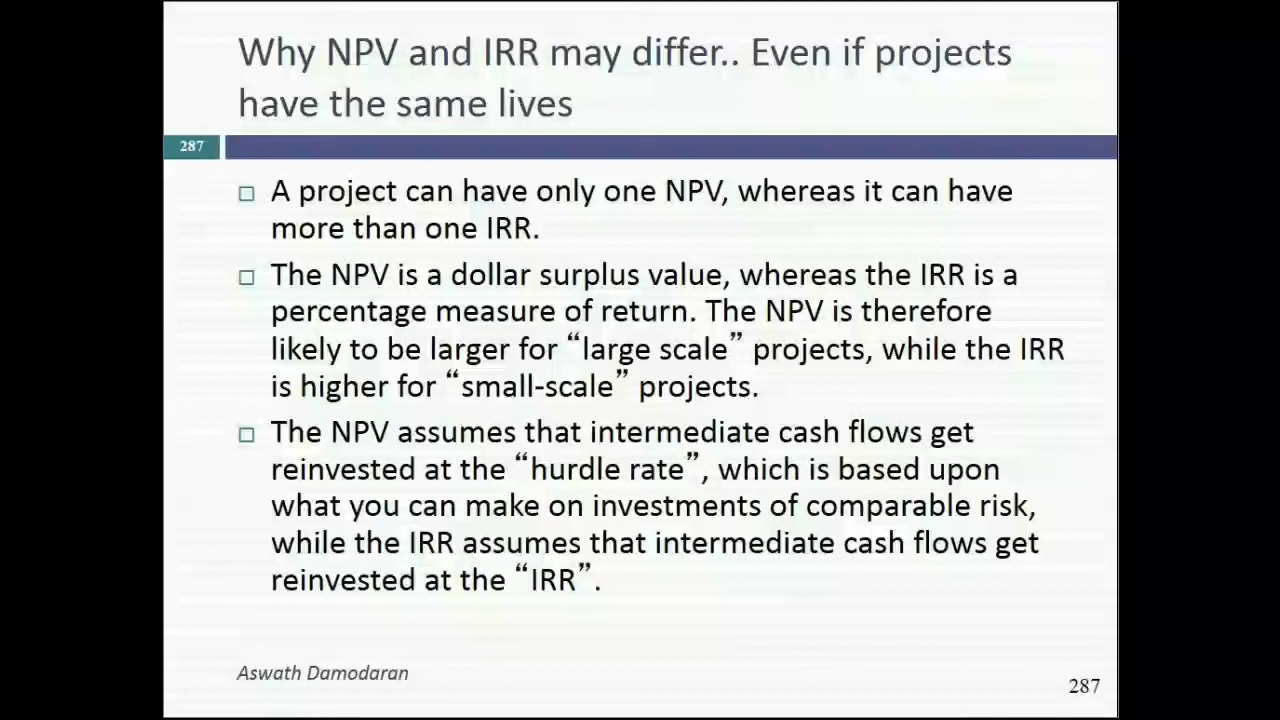 Why NPV and IRR may differ.. Even if projects
have the same lives
287
□ A project can have only one NPV, whereas it can have
more than one IRR.
□ The NPV is a dollar surplus value, whereas the IRR is a
percentage measure of return. The NPV is therefore
likely to be larger for “large scale” projects, while the IRR
is higher for “small-scale” projects.
□ The NPV assumes that intermediate cash flows get
reinvested at the “hurdle rate”, which is based upon
what you can make on investments of comparable risk,
while the IRR assumes that intermediate cash flows get
reinvested at the “IRR”.
Aswath Damodaran
287